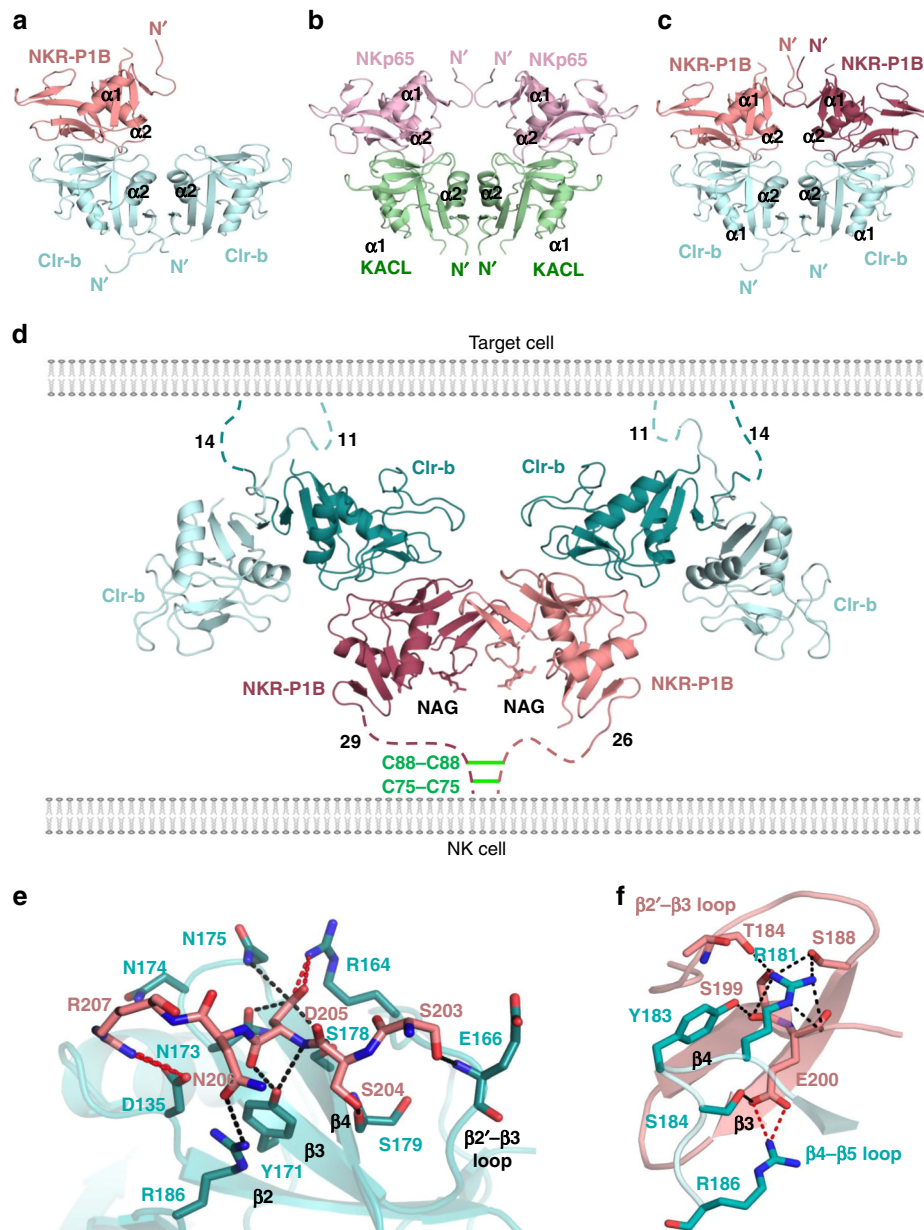 a
N′
NKR-P1B
α1
α2
α2
α2
Clr-b
N′
N′
Clr-b
b
N′
N′
NKp65
NKp65
α1
α1
α2
α2
α2
α2
α1
α1
KACL
N′
N′
KACL
c
N′
N′
NKR-P1B
NKR-P1B
α1
α1
α2
α2
α2
α2
α1
α1
Clr-b
N′
N′
Clr-b
d
Target cell
14
11
11
14
Clr-b
Clr-b
Clr-b
Clr-b
NKR-P1B
NAG
NAG
NKR-P1B
29
26
C88–C88
C75–C75
NK cell
e
N175
N174
R164
R207
D205
S203
N173
S178
E166
N206
S204
D135
β4
S179
β3
β2′–β3
loop
R186
Y171
β2
f
β2′–β3 loop
T184
R181
S188
S199
Y183
β4
E200
S184
β3
β4–β5 loop
R186